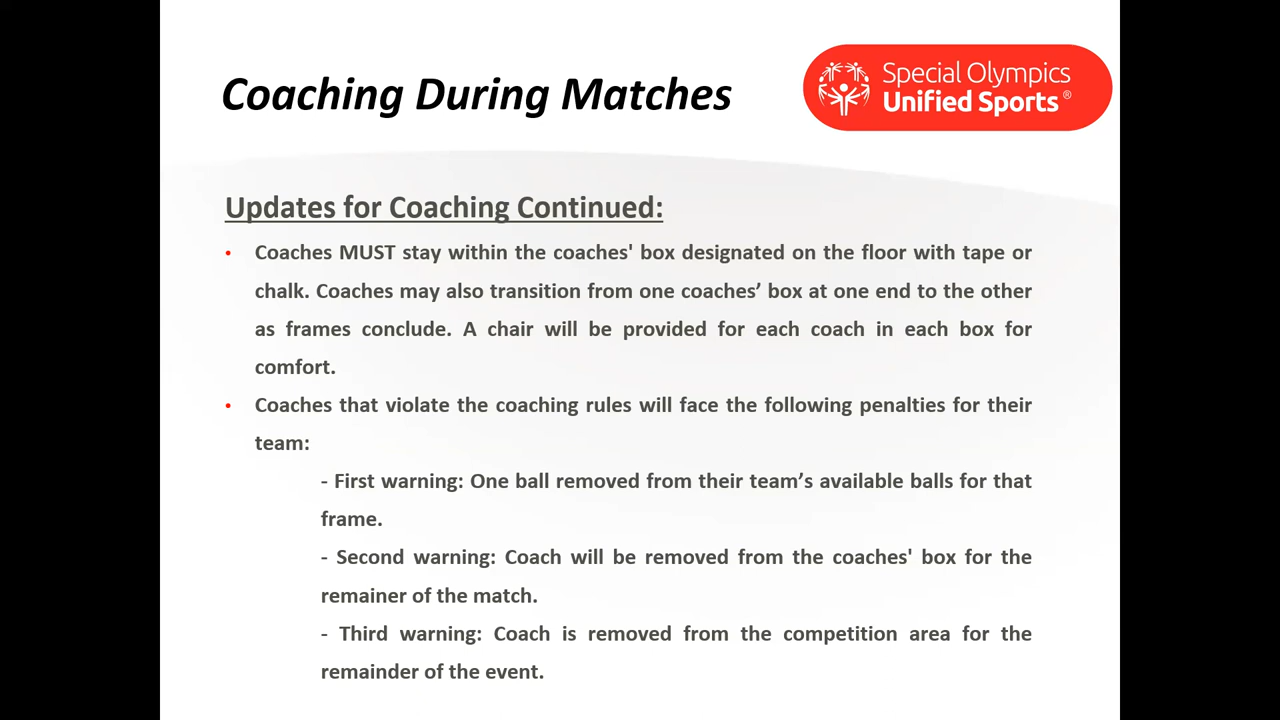 Coaching During Matches
Special Olympics
Unified Sports®
Updates for Coaching Continued:
• Coaches MUST stay within the coaches' box designated on the floor with tape or
chalk. Coaches may also transition from one coaches’ box at one end to the other
as frames conclude. A chair will be provided for each coach in each box for
comfort.
• Coaches that violate the coaching rules will face the following penalties for their
team:
- First warning: One ball removed from their team’s available balls for that
frame.
- Second warning: Coach will be removed from the coaches' box for the
remainer of the match.
- Third warning: Coach is removed from the competition area for the
remainder of the event.